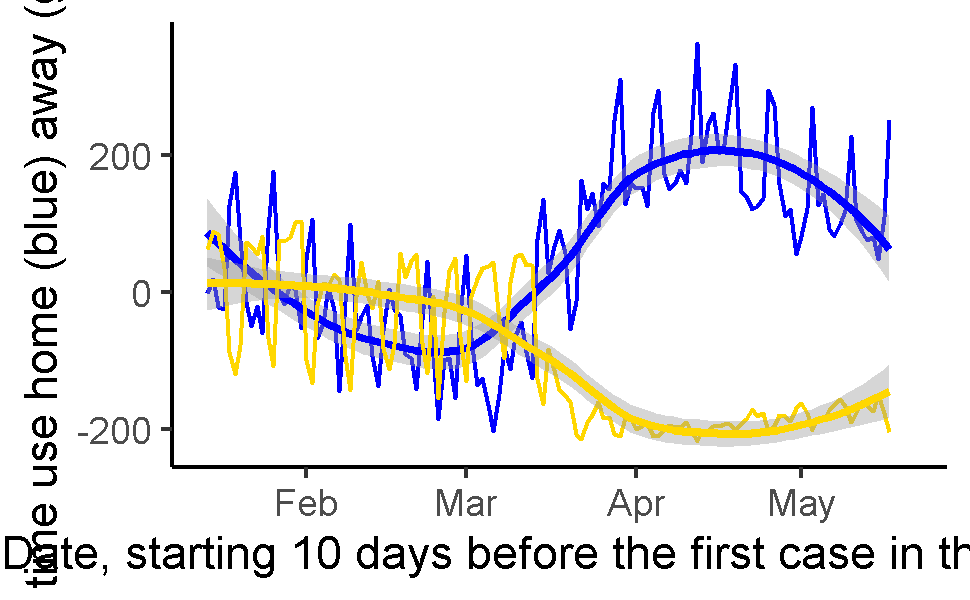 time use home (blue) away (
200
0
-200
Feb Mar Apr May
Date, starting 10 days before the first case in th